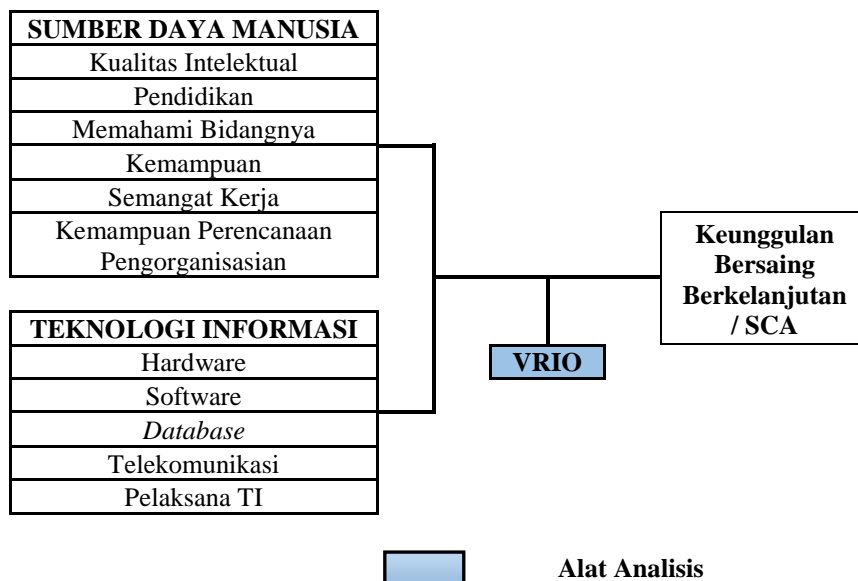 SUMBER DAYA MANUSIA
Kualitas Intelektual
Pendidikan
Memahami Bidangnya
Kemampuan
Semangat Kerja
Kemampuan Perencanaan
Pengorganisasian
TEKNOLOGI INFORMASI
Hardware
Software
Database
Telekomunikasi
Pelaksana TI
VRIO
Keunggulan
Bersaing
Berkelanjutan
/ SCA
Alat Analisis